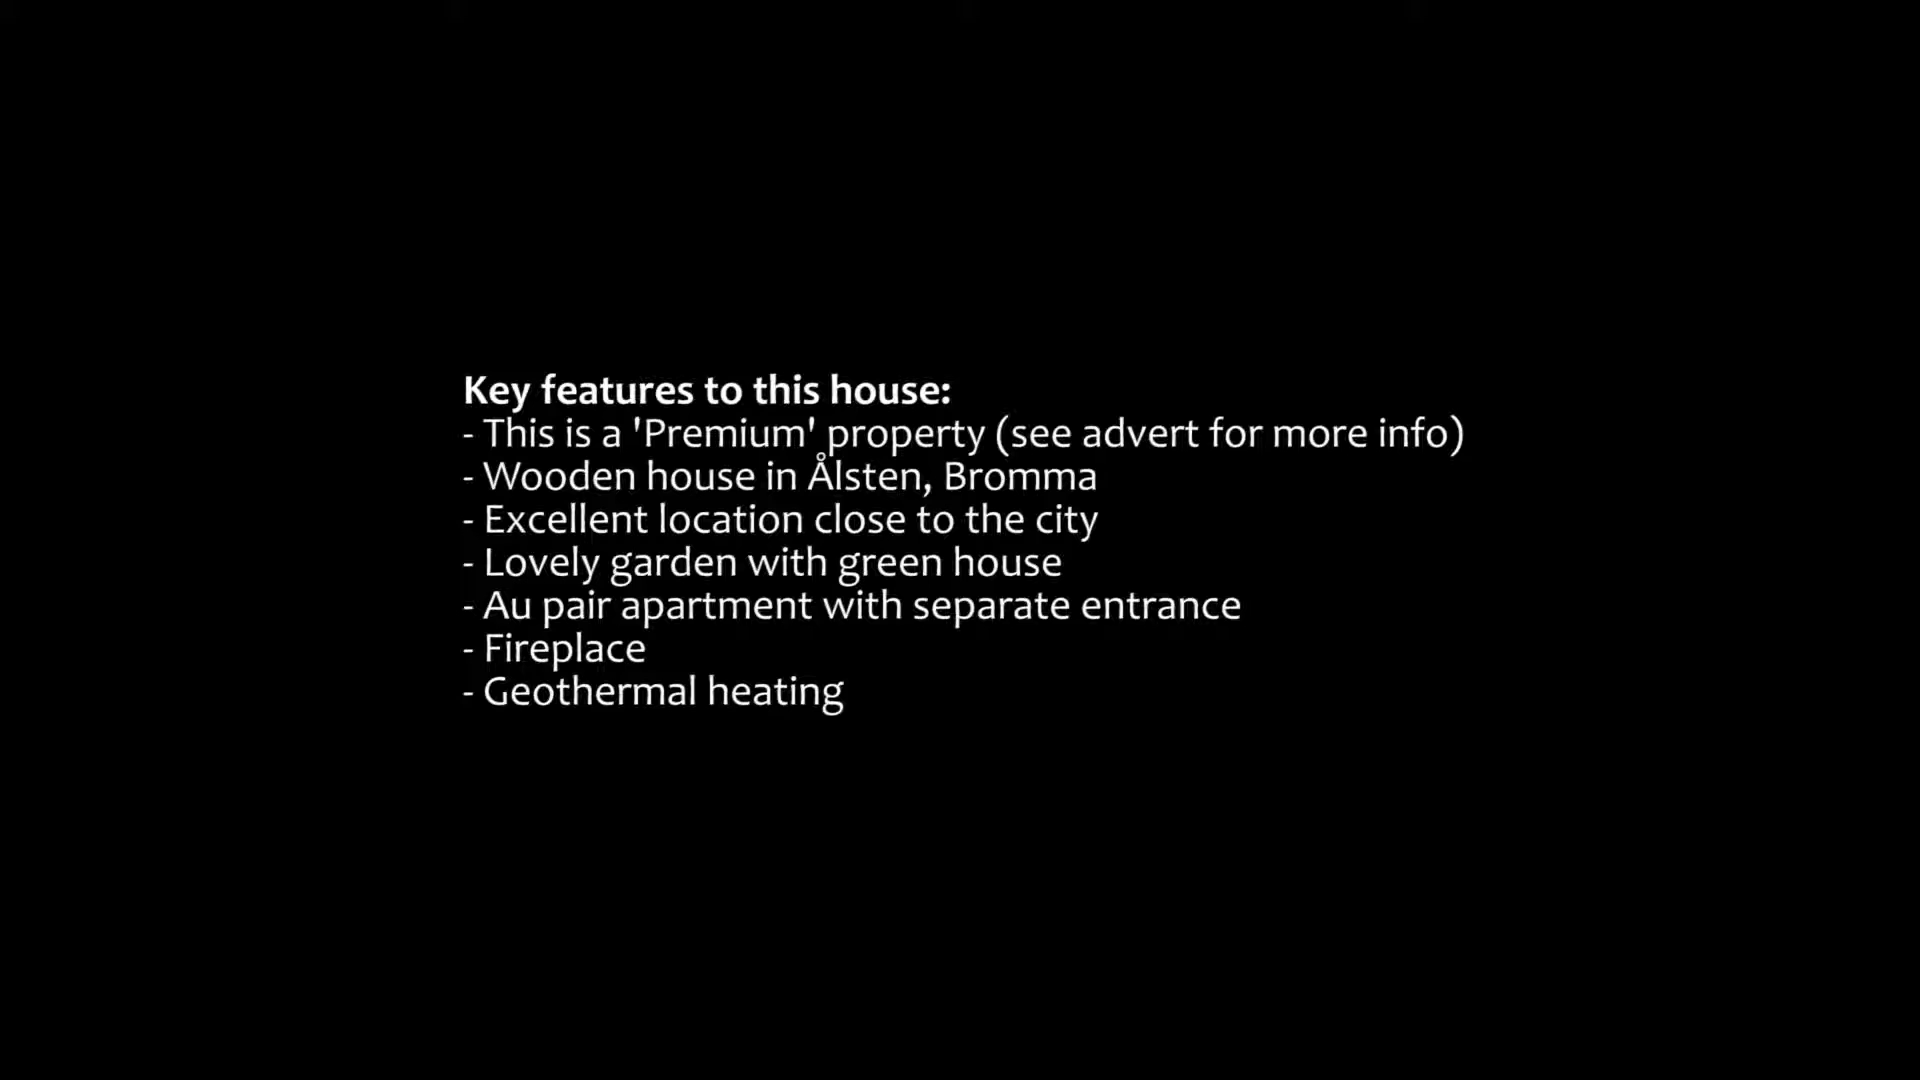 Key features to this house:
- This is a 'Premium' property (see advert for more info)
- Wooden house in Ålsten, Bromma
- Excellent location close to the city
- Lovely garden with green house
- Au pair apartment with separate entrance
- Fireplace
- Geothermal heating